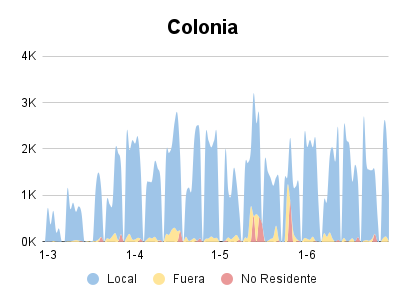 Colonia
4K
3K
2K
1K
0K
1-3 1-4 1-5 1-6
Local Fuera No Residente